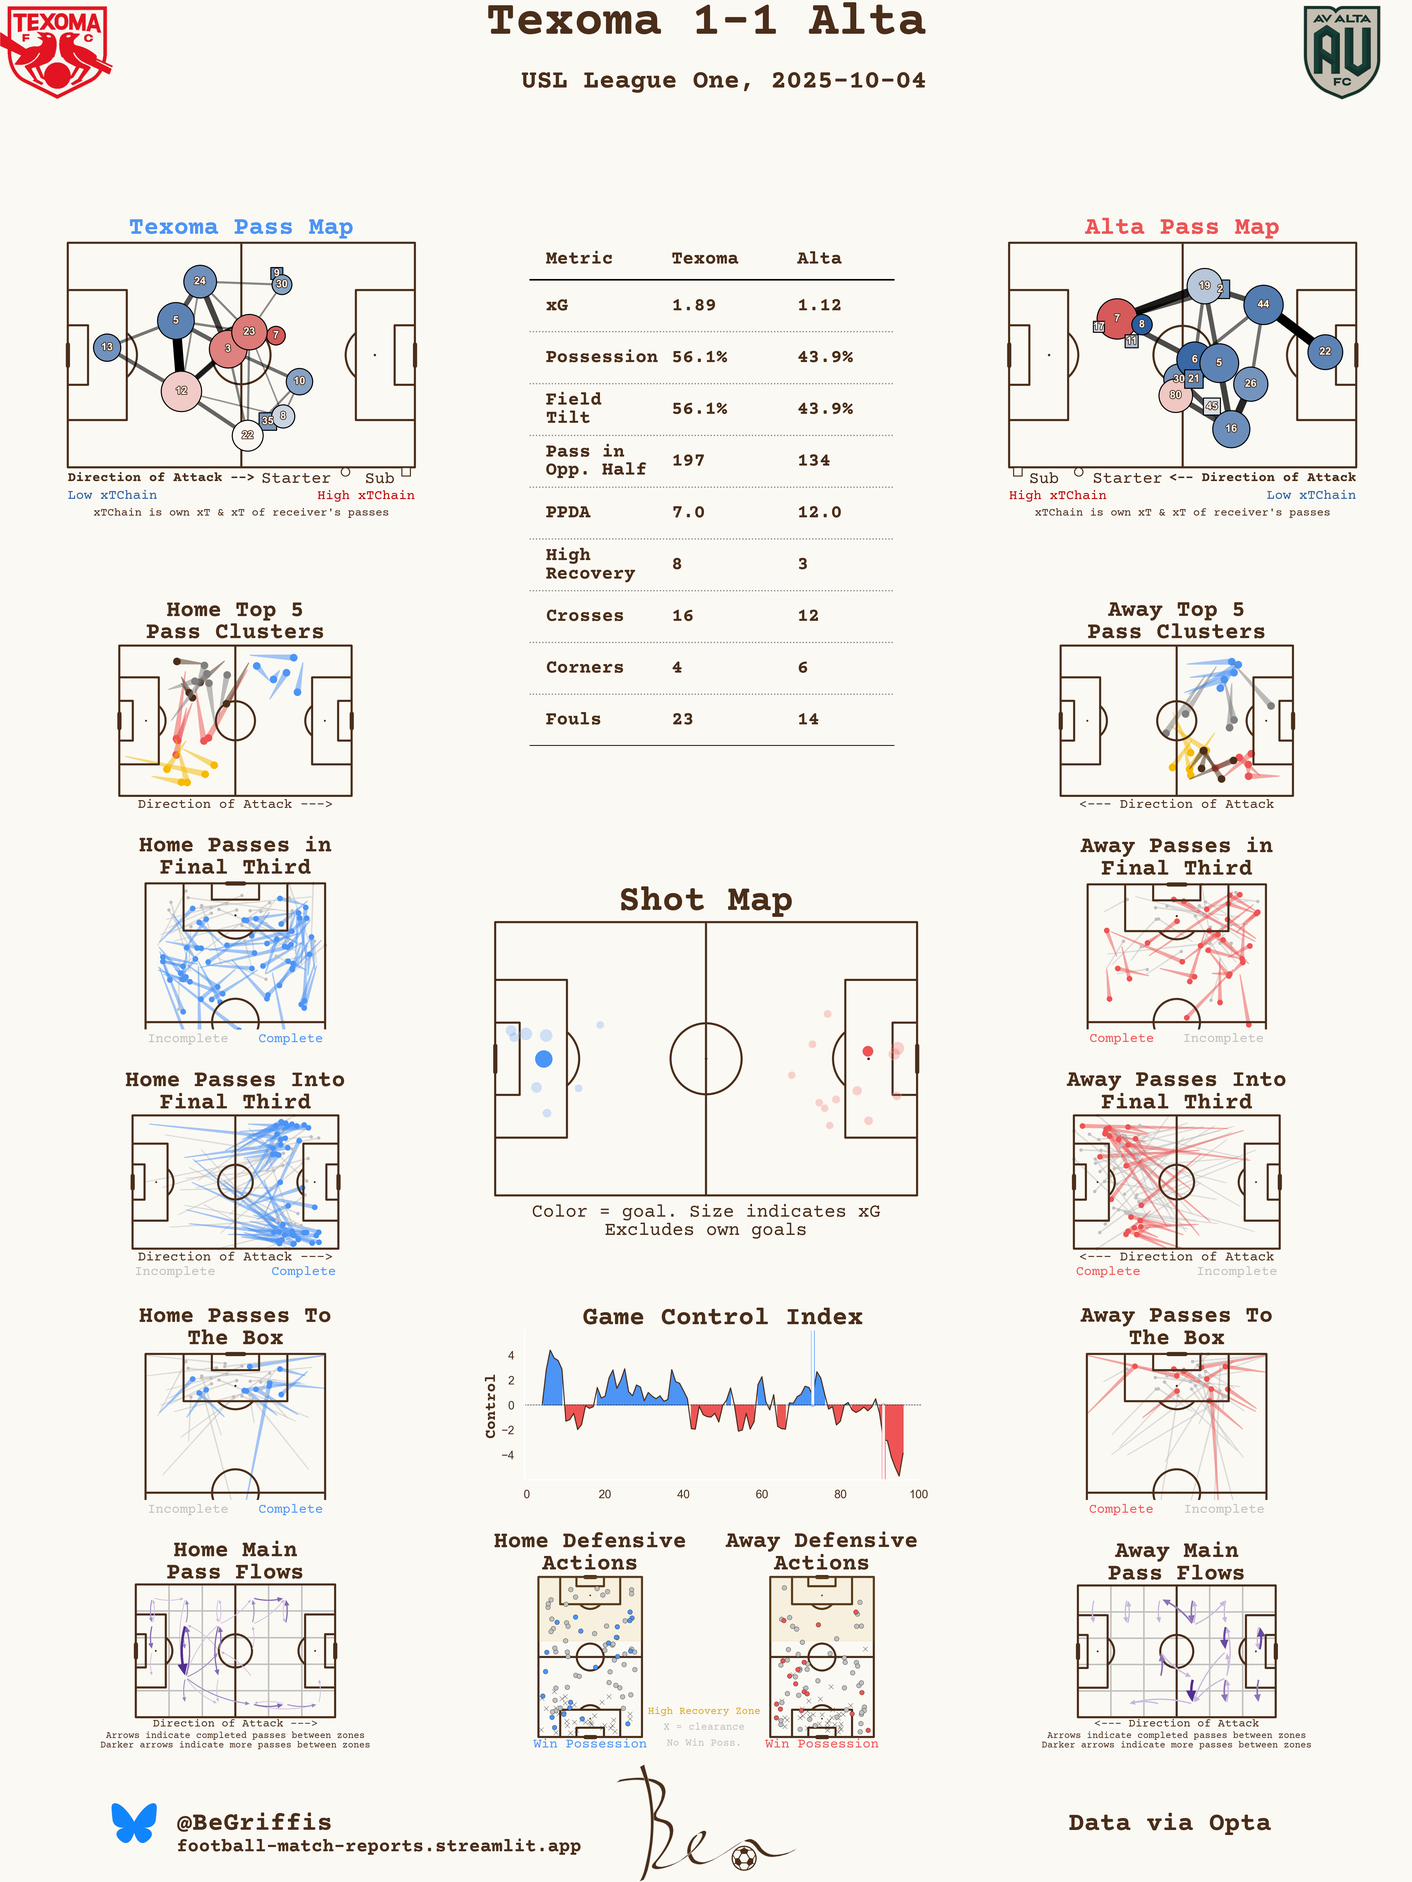 Texoma 1-1 Alta
USL League One, 2025-10-04
TEXOMA
F C
AV ALTA
AU
FC
Texoma Pass Map
24
9
30
5
23
7
3
13
12
10
35
8
22
Direction of Attack --> Starter Sub
Low xTChain High xTChain
xTChain is own xT & xT of receiver's passes
Metric Texoma Alta
xG 1.89 1.12
Possession 56.1% 43.9%
Field
Tilt 56.1% 43.9%
Pass in
Opp. Half 197 134
PPDA 7.0 12.0
High
Recovery 8 3
Crosses 16 12
Corners 4 6
Fouls 23 14
Alta Pass Map
19
2
44
7
17
8
11
22
6
5
30
21
26
80
45
16
Sub Starter <-- Direction of Attack
High xTChain Low xTChain
xTChain is own xT & xT of receiver's passes
Home Top 5
Pass Clusters
Direction of Attack --->
Away Top 5
Pass Clusters
<--- Direction of Attack
Home Passes in
Final Third
Incomplete Complete
Away Passes in
Final Third
Complete Incomplete
Shot Map
Color = goal. Size indicates xG
Excludes own goals
Home Passes Into
Final Third
Direction of Attack --->
Incomplete Complete
Away Passes Into
Final Third
<--- Direction of Attack
Complete Incomplete
Home Passes To
The Box
Incomplete Complete
Game Control Index
Control
4
2
0
−2
−4
0 20 40 60 80 100
Away Passes To
The Box
Complete Incomplete
Home Main
Pass Flows
Direction of Attack --->
Arrows indicate completed passes between zones
Darker arrows indicate more passes between zones
Home Defensive
Actions
Win Possession
High Recovery Zone
X = clearance
No Win Poss.
Away Defensive
Actions
Win Possession
Away Main
Pass Flows
<--- Direction of Attack
Arrows indicate completed passes between zones
Darker arrows indicate more passes between zones
@BeGriffis
football-match-reports.streamlit.app
Ben
Data via Opta